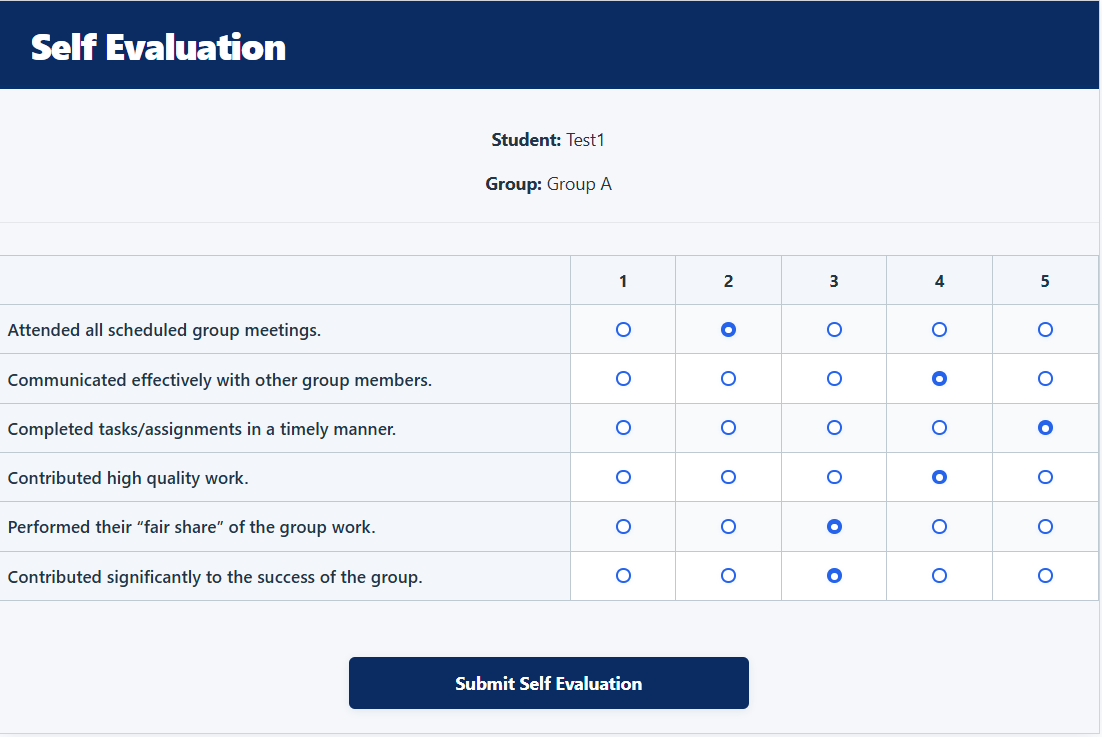 Self Evaluation
Student: Test1
Group: Group A
1 2 3 4 5
Attended all scheduled group meetings.
Communicated effectively with other group members.
Completed tasks/assignments in a timely manner.
Contributed high quality work.
Performed their “fair share” of the group work.
Contributed significantly to the success of the group.
Submit Self Evaluation